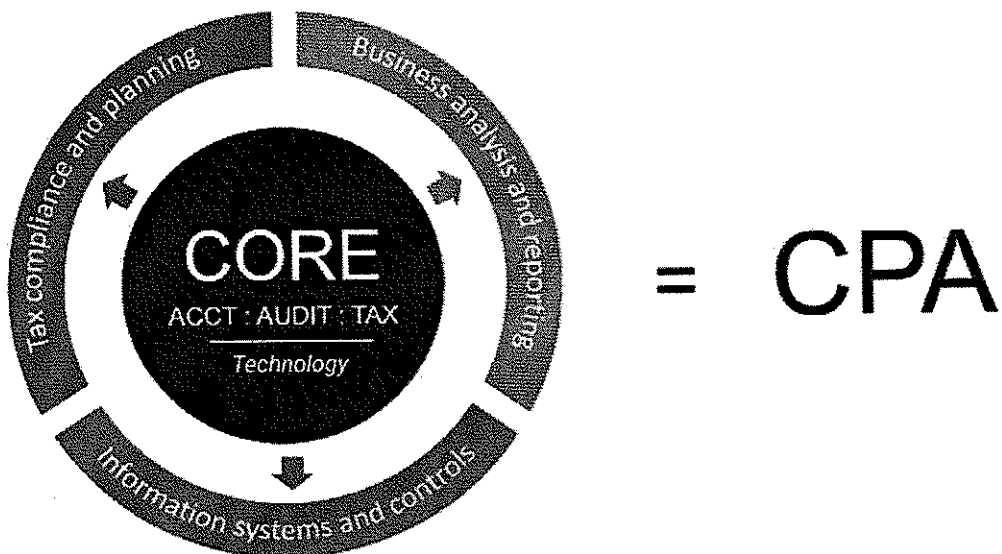 Tax compliance and planning
Business analysis and reporting
CORE
ACCT : AUDIT : TAX
Technology
Information systems and controls
= CPA